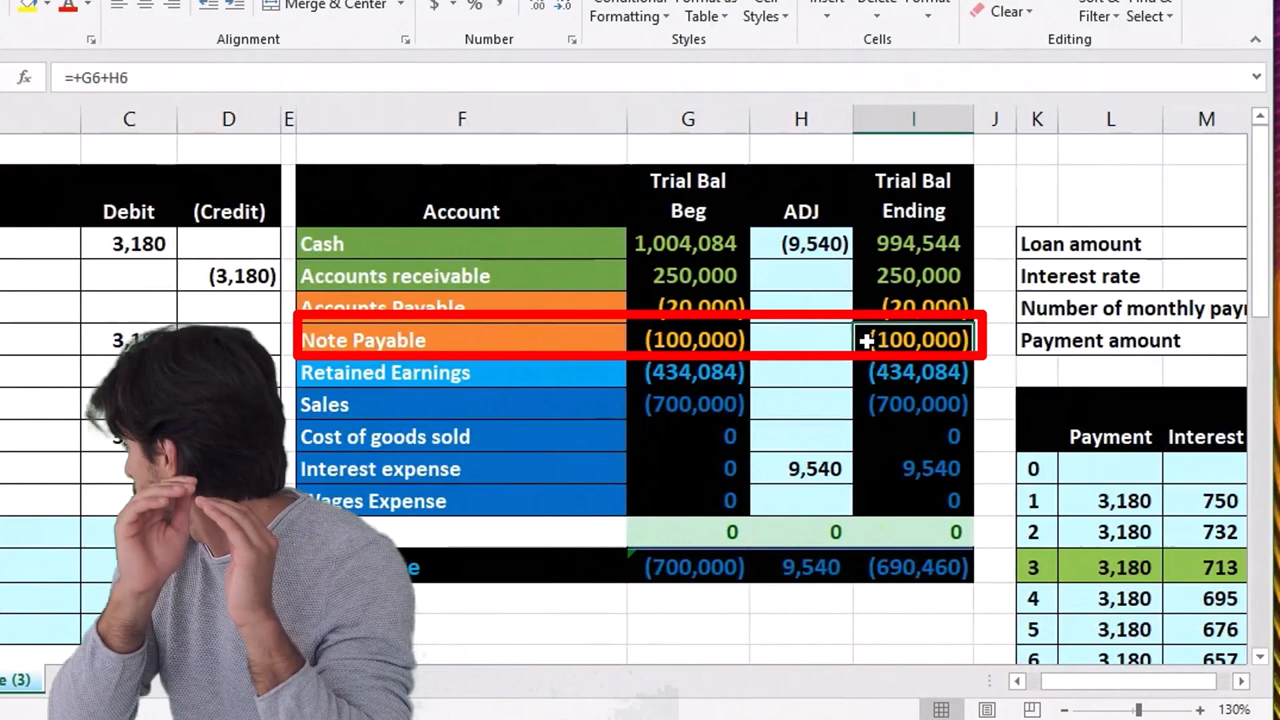 Merge & Center
$ % ,
Conditional Format as Cell
Formatting Table Styles
Insert Delete Format
Clear
Sort & Find &
Filter Select
Alignment Number Styles Cells Editing
fx =+G6+H6
C D E F G H I J K L M
Debit (Credit) Account Trial Bal Beg ADJ Trial Bal Ending
3,180 Cash 1,004,084 (9,540) 994,544 Loan amount
(3,180) Accounts receivable 250,000 250,000 Interest rate
Accounts Payable (20,000) (20,000) Number of monthly payn
Note Payable (100,000) (100,000) Payment amount
Retained Earnings (434,084) (434,084)
Sales (700,000) (700,000)
Cost of goods sold 0 0 Payment Interest
Interest expense 0 9,540 9,540 0
Wages Expense 0 0 1 3,180 750
0 0 0 2 3,180 732
(700,000) 9,540 (690,460) 3 3,180 713
4 3,180 695
5 3,180 676
6 3,180 657
(3)
130%